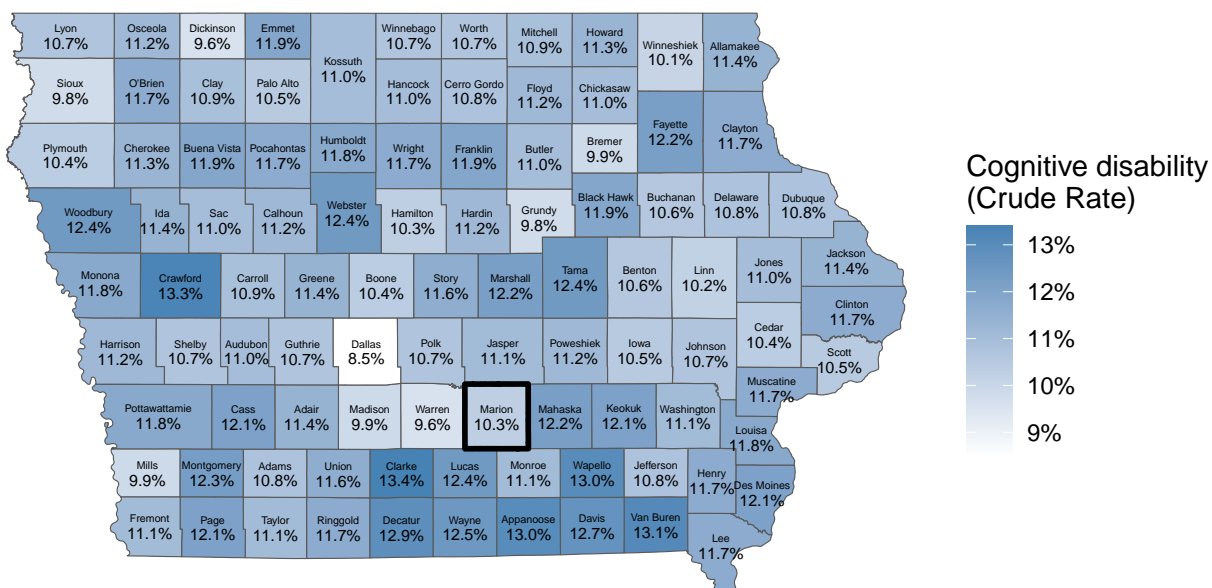 Lyon
10.7%
Osceola
11.2%
Dickinson
9.6%
Emmet
11.9%
Kossuth
11.0%
Winnebago
10.7%
Worth
10.7%
Mitchell
10.9%
Howard
11.3%
Winneshiek
10.1%
Allamakee
11.4%
Sioux
9.8%
O'Brien
11.7%
Clay
10.9%
Palo Alto
10.5%
Hancock
11.0%
Cerro Gordo
10.8%
Floyd
11.2%
Chickasaw
11.0%
Fayette
12.2%
Clayton
11.7%
Plymouth
10.4%
Cherokee
11.3%
Buena Vista
11.9%
Pocahontas
11.7%
Humboldt
11.8%
Wright
11.7%
Franklin
11.9%
Butler
11.0%
Bremer
9.9%
Woodbury
12.4%
Ida
11.4%
Sac
11.0%
Calhoun
11.2%
Webster
12.4%
Hamilton
10.3%
Hardin
11.2%
Grundy
9.8%
Black Hawk
11.9%
Buchanan
10.6%
Delaware
10.8%
Dubuque
10.8%
Monona
11.8%
Crawford
13.3%
Carroll
10.9%
Greene
11.4%
Boone
10.4%
Story
11.6%
Marshall
12.2%
Tama
12.4%
Benton
10.6%
Linn
10.2%
Jones
11.0%
Jackson
11.4%
Clinton
11.7%
Harrison
11.2%
Shelby
10.7%
Audubon
11.0%
Guthrie
10.7%
Dallas
8.5%
Polk
10.7%
Jasper
11.1%
Poweshiek
11.2%
Iowa
10.5%
Johnson
10.7%
Cedar
10.4%
Scott
10.5%
Muscatine
11.7%
Pottawattamie
11.8%
Cass
12.1%
Adair
11.4%
Madison
9.9%
Warren
9.6%
Marion
10.3%
Mahaska
12.2%
Keokuk
12.1%
Washington
11.1%
Louisa
11.8%
Mills
9.9%
Montgomery
12.3%
Adams
10.8%
Union
11.6%
Clarke
13.4%
Lucas
12.4%
Monroe
11.1%
Wapello
13.0%
Jefferson
10.8%
Henry
11.7%
Des Moines
12.1%
Fremont
11.1%
Page
12.1%
Taylor
11.1%
Ringgold
11.7%
Decatur
12.9%
Wayne
12.5%
Appanoose
13.0%
Davis
12.7%
Van Buren
13.1%
Lee
11.7%
Cognitive disability
(Crude Rate)
13%
12%
11%
10%
9%